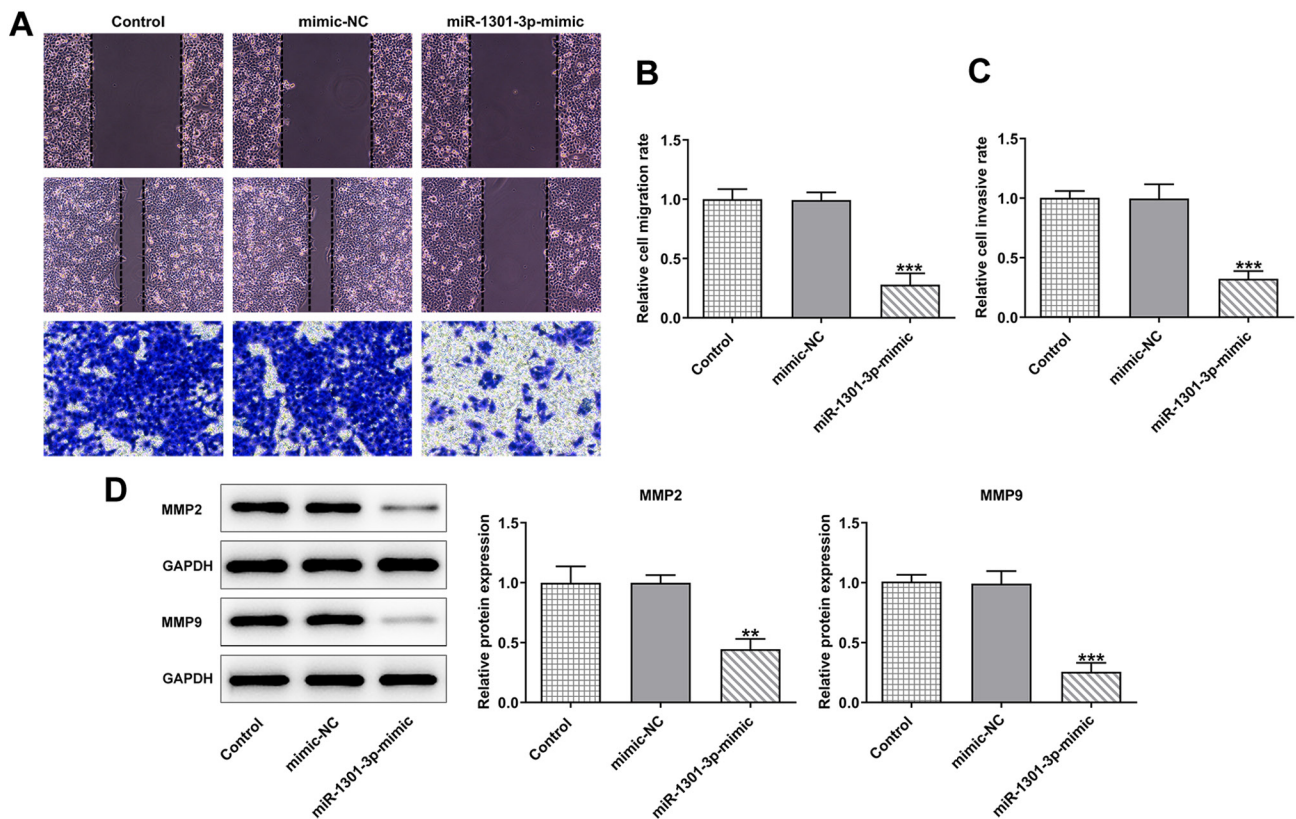 A
Control
mimic-NC
miR-1301-3p-mimic
B
Relative cell migration rate
1.5
1.0
0.5
0.0
***
Control
mimic-NC
miR-1301-3p-mimic
C
Relative cell invasive rate
1.5
1.0
0.5
0.0
***
Control
mimic-NC
miR-1301-3p-mimic
D
MMP2
GAPDH
MMP9
GAPDH
Control
mimic-NC
miR-1301-3p-mimic
MMP2
Relative protein expression
1.5
1.0
0.5
0.0
**
Control
mimic-NC
miR-1301-3p-mimic
MMP9
Relative protein expression
1.5
1.0
0.5
0.0
***
Control
mimic-NC
miR-1301-3p-mimic